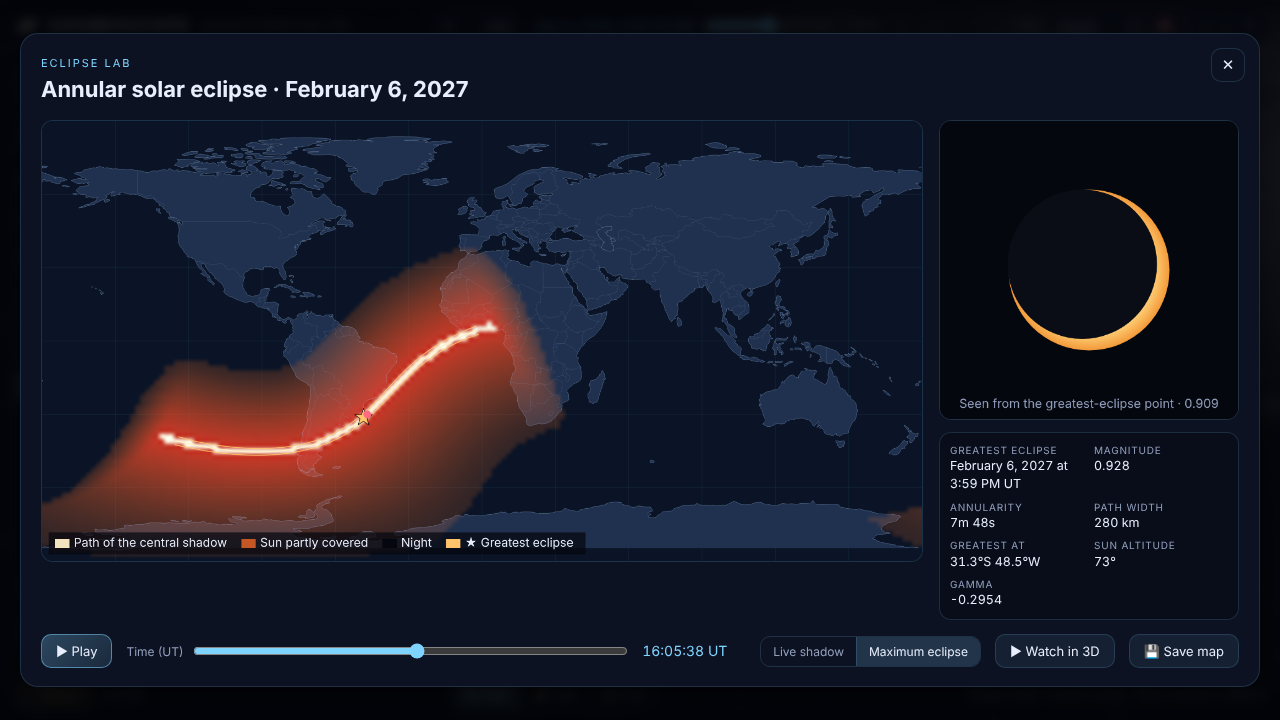 ECLIPSE LAB
Annular solar eclipse · February 6, 2027
✕
Seen from the greatest-eclipse point · 0.909
Path of the central shadow
Sun partly covered
Night
★ Greatest eclipse
GREATEST ECLIPSE
February 6, 2027 at
3:59 PM UT
MAGNITUDE
0.928
ANNULARITY
7m 48s
PATH WIDTH
280 km
GREATEST AT
31.3°S 48.5°W
SUN ALTITUDE
73°
GAMMA
-0.2954
▶ Play
Time (UT)
16:05:38 UT
Live shadow
Maximum eclipse
▶ Watch in 3D
💾 Save map